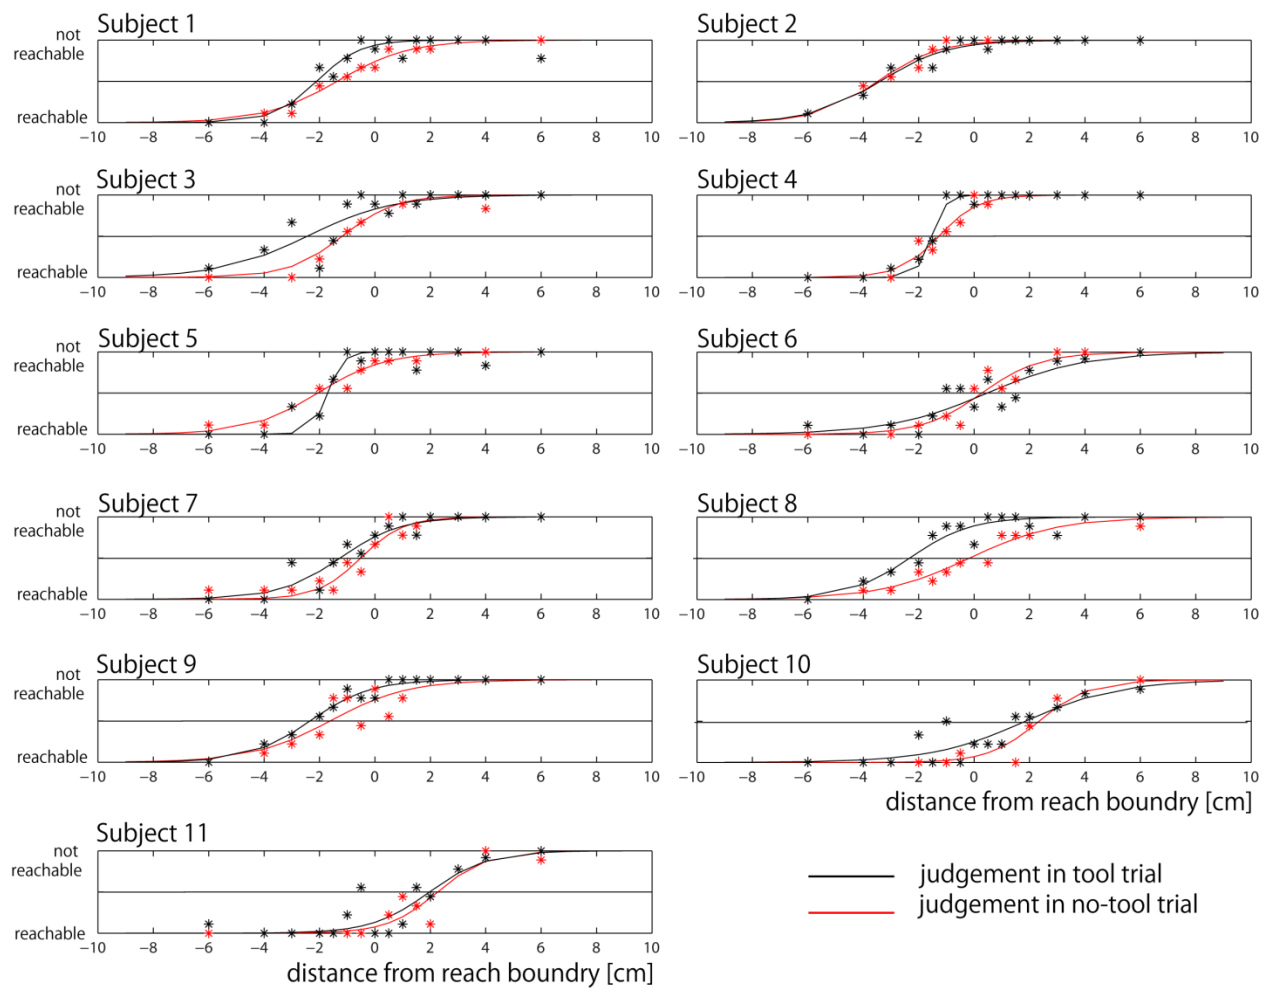 Subject 1
not
reachable
reachable
−10 −8 −6 −4 −2 0 2 4 6 8 10
Subject 2
−10 −8 −6 −4 −2 0 2 4 6 8 10
Subject 3
not
reachable
reachable
−10 −8 −6 −4 −2 0 2 4 6 8 10
Subject 4
−10 −8 −6 −4 −2 0 2 4 6 8 10
Subject 5
not
reachable
reachable
−10 −8 −6 −4 −2 0 2 4 6 8 10
Subject 6
−10 −8 −6 −4 −2 0 2 4 6 8 10
Subject 7
not
reachable
reachable
−10 −8 −6 −4 −2 0 2 4 6 8 10
Subject 8
−10 −8 −6 −4 −2 0 2 4 6 8 10
Subject 9
not
reachable
reachable
−10 −8 −6 −4 −2 0 2 4 6 8 10
Subject 10
−10 −8 −6 −4 −2 0 2 4 6 8 10
distance from reach boundry [cm]
Subject 11
not
reachable
reachable
−10 −8 −6 −4 −2 0 2 4 6 8 10
distance from reach boundry [cm]
judgement in tool trial
judgement in no-tool trial